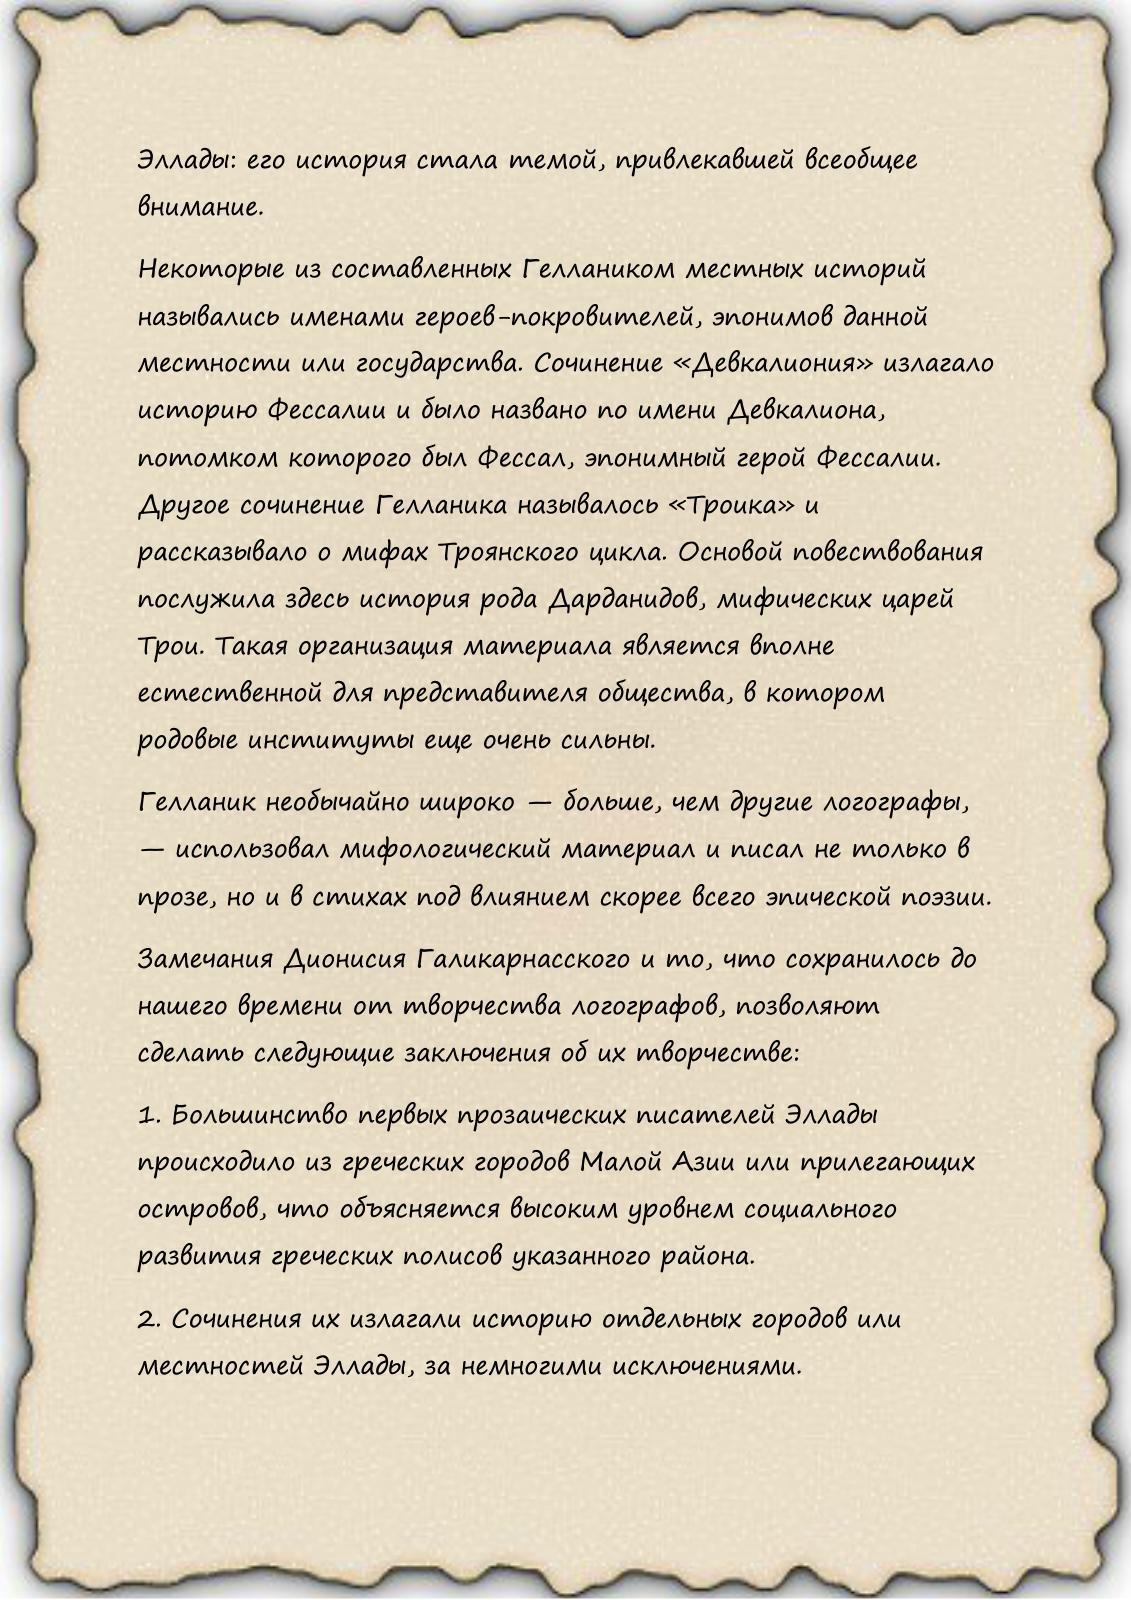 Эллады: его история стала темой, привлекавшей всеобщее
внимание.
Некоторые из составленных Геллаником местных историй
назывались именами героев-покровителей, эпонимов данной
местности или государства. Сочинение «Девкалиония» излагало
историю Фессалии и было названо по имени Девкалиона,
потомком которого был Фессал, эпонимный герой Фессалии.
Другое сочинение Гелланика называлось «Троика» и
рассказывало о мифах Троянского цикла. Основой повествования
послужила здесь история рода Дарданидов, мифических царей
Трои. Такая организация материала является вполне
естественной для представителя общества, в котором
родовые институты еще очень сильны.
Гелланик необычайно широко — больше, чем другие логографы,
— использовал мифологический материал и писал не только в
прозе, но и в стихах под влиянием скорее всего эпической поэзии.
Замечания Дионисия Галикарнасского и то, что сохранилось до
нашего времени от творчества логографов, позволяют
сделать следующие заключения об их творчестве:
1. Большинство первых прозаических писателей Эллады
происходило из греческих городов Малой Азии или прилегающих
островов, что объясняется высоким уровнем социального
развития греческих полисов указанного района.
2. Сочинения их излагали историю отдельных городов или
местностей Эллады, за немногими исключениями.